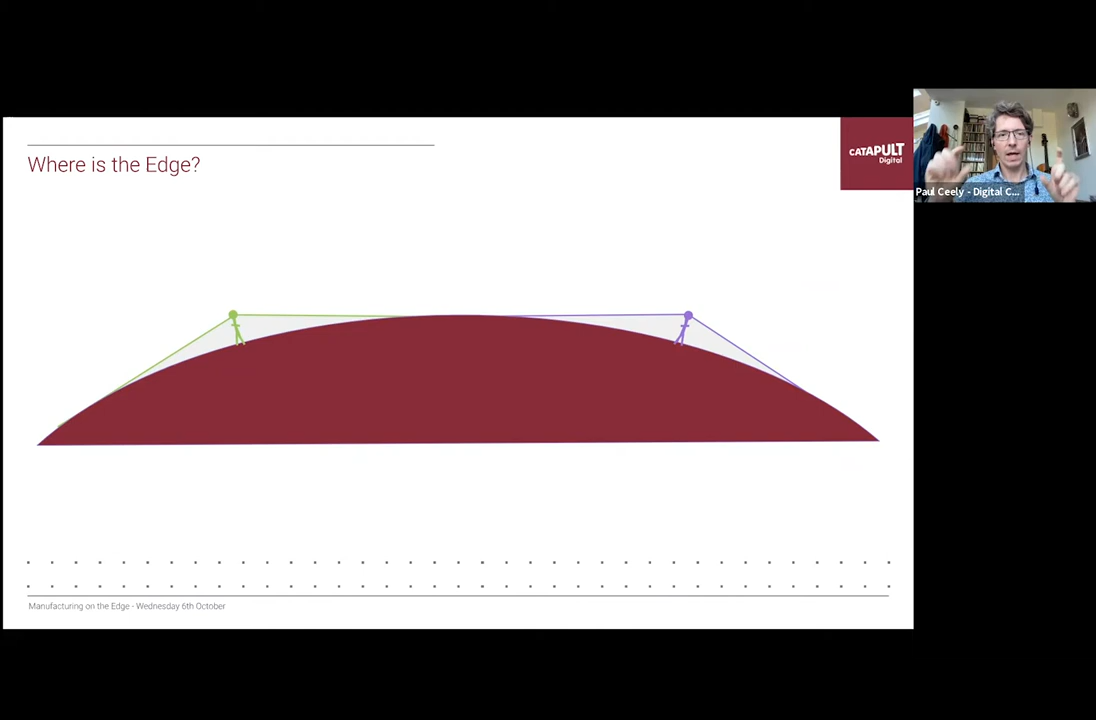 Where is the Edge?
CATAPULT
Digital
Paul Ceely - Digital C...
Manufacturing on the Edge - Wednesday 6th October